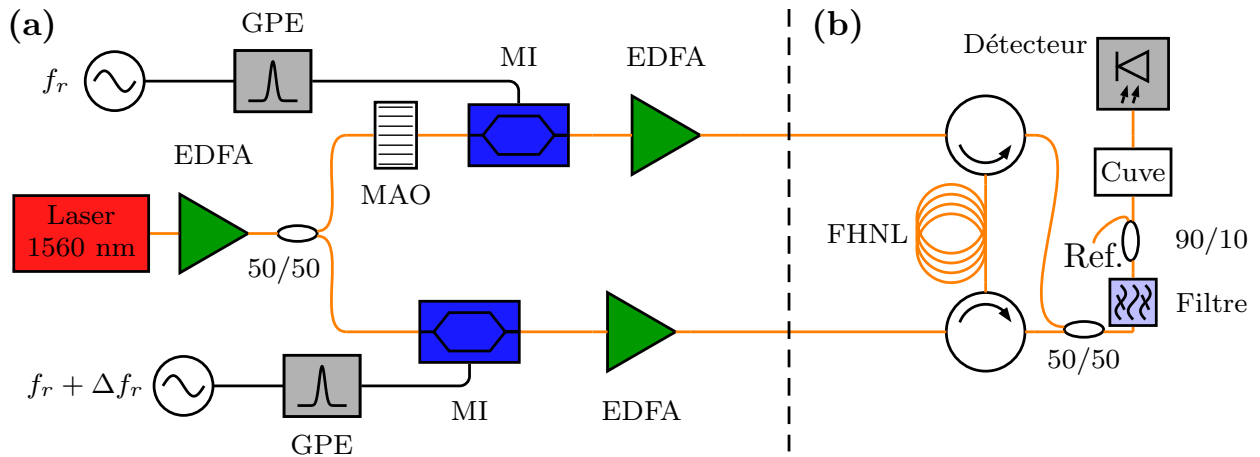 (a)
GPE
f_r
MI
EDFA
EDFA
MAO
Laser
1560 nm
50/50
f_r + Δf_r
GPE
MI
EDFA
(b)
Détecteur
Cuve
FHNL
Ref.
90/10
Filtre
50/50